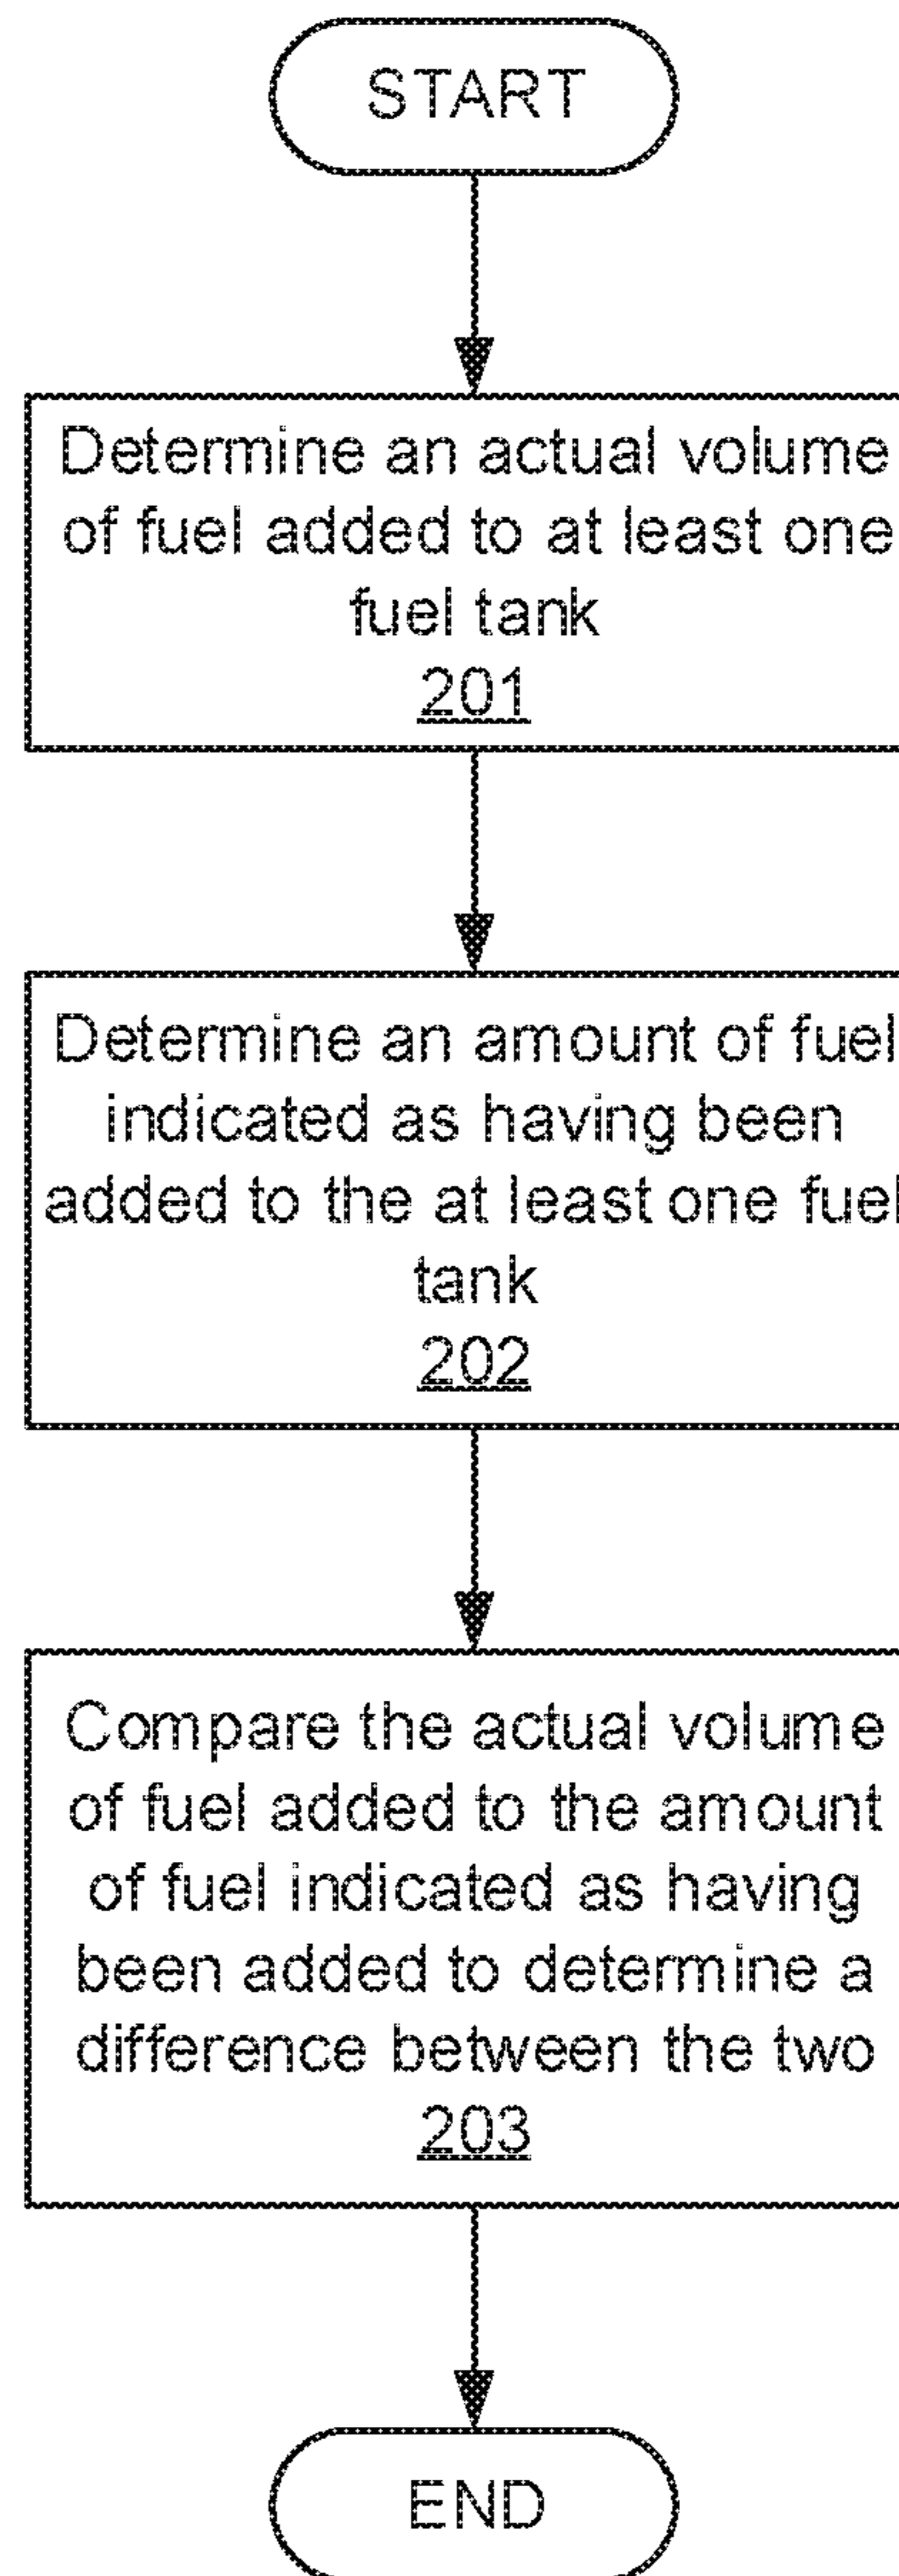 START
Determine an actual volume
of fuel added to at least one
fuel tank
201
Determine an amount of fuel
indicated as having been
added to the at least one fuel
tank
202
Compare the actual volume
of fuel added to the amount
of fuel indicated as having
been added to determine a
difference between the two
203
END